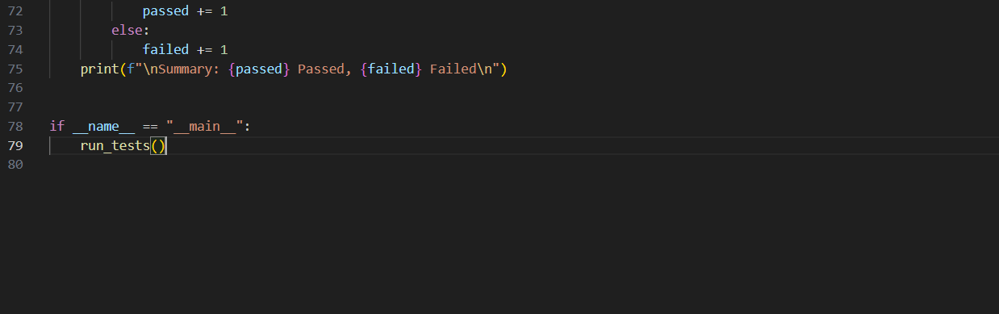 72 passed += 1
73 else:
74 failed += 1
75 print(f"\nSummary: {passed} Passed, {failed} Failed\n")
76
77
78 if __name__ == "__main__":
79 run_tests()
80